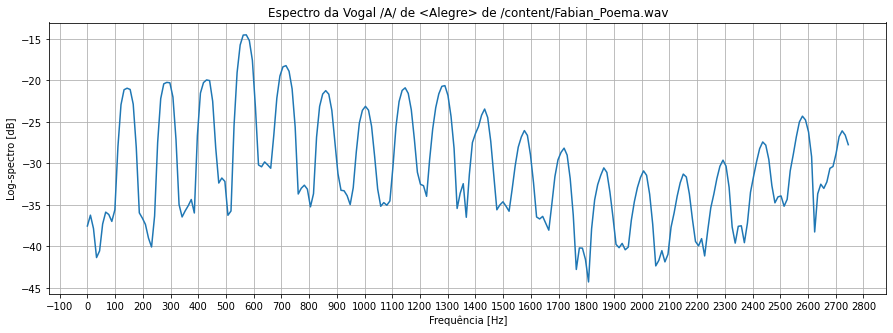 Espectro da Vogal /A/ de <Alegre> de /content/Fabian_Poema.wav
Log-spectro [dB]
−15
−20
−25
−30
−35
−40
−45
−100 0 100 200 300 400 500 600 700 800 900 1000 1100 1200 1300 1400 1500 1600 1700 1800 1900 2000 2100 2200 2300 2400 2500 2600 2700 2800
Frequência [Hz]